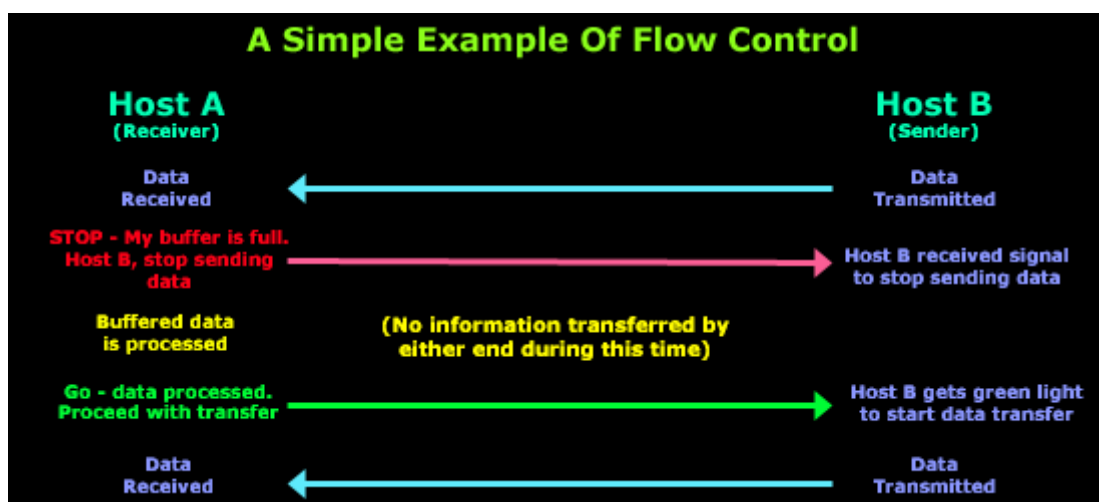 A Simple Example Of Flow Control
Host A
(Receiver)
Host B
(Sender)
Data
Received
Data
Transmitted
STOP - My buffer is full.
Host B, stop sending
data
Host B received signal
to stop sending data
Buffered data
is processed
(No information transferred by
either end during this time)
Go - data processed.
Proceed with transfer
Host B gets green light
to start data transfer
Data
Received
Data
Transmitted